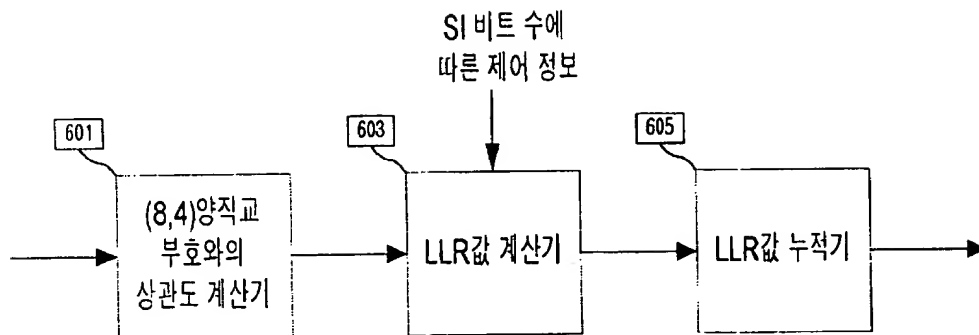 SI 비트 수에
따른 제어 정보
601
603
605
(8,4)양직교
부호와의
상관도 계산기
LLR값 계산기
LLR값 누적기